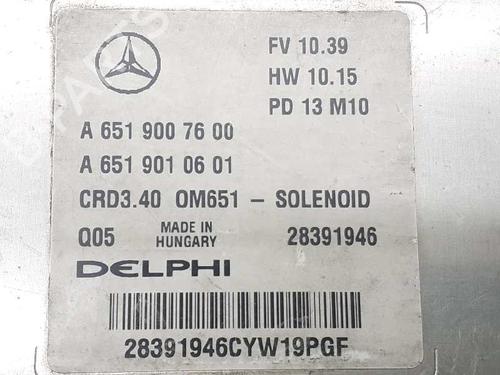 FV 10.39
HW 10.15
PD 13 M10
A 651 900 76 00
A 651 901 06 01
CRD3.40 OM651 - SOLENOID
Q05 MADE IN HUNGARY 28391946
DELPHI
28391946CYW19PGF